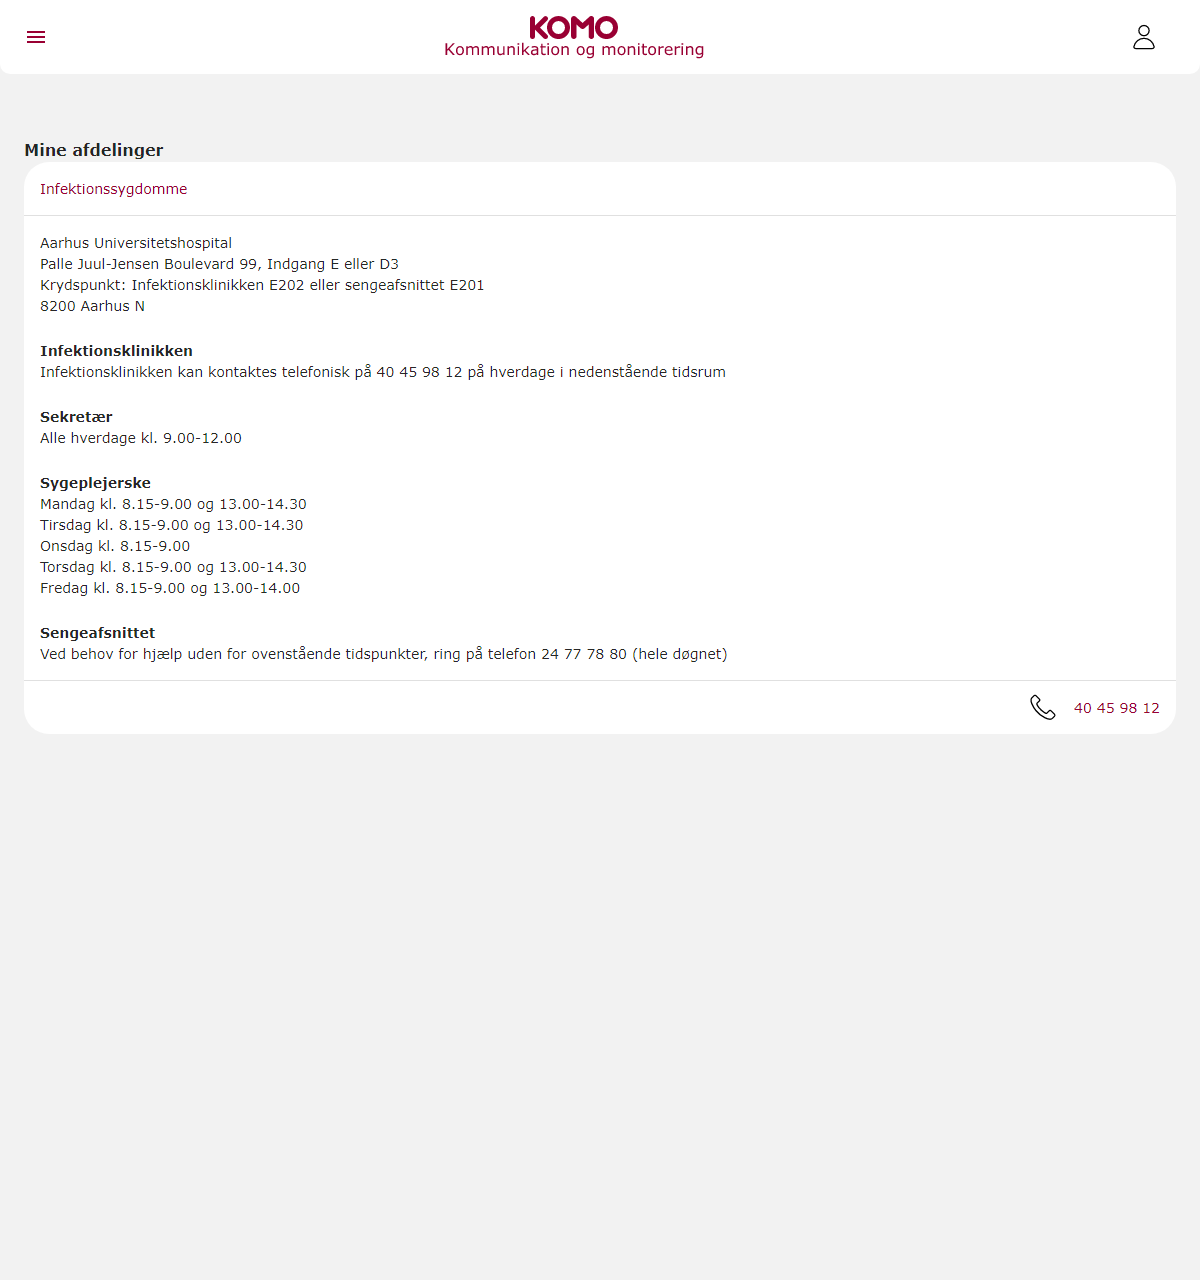 KOMO
Kommunikation og monitorering
Mine afdelinger
Infektionssygdomme
Aarhus Universitetshospital
Palle Juul-Jensen Boulevard 99, Indgang E eller D3
Krydspunkt: Infektionsklinikken E202 eller sengeafsnittet E201
8200 Aarhus N
Infektionsklinikken
Infektionsklinikken kan kontaktes telefonisk på 40 45 98 12 på hverdage i nedenstående tidsrum
Sekretær
Alle hverdage kl. 9.00-12.00
Sygeplejerske
Mandag kl. 8.15-9.00 og 13.00-14.30
Tirsdag kl. 8.15-9.00 og 13.00-14.30
Onsdag kl. 8.15-9.00
Torsdag kl. 8.15-9.00 og 13.00-14.30
Fredag kl. 8.15-9.00 og 13.00-14.00
Sengeafsnittet
Ved behov for hjælp uden for ovenstående tidspunkter, ring på telefon 24 77 78 80 (hele døgnet)
40 45 98 12